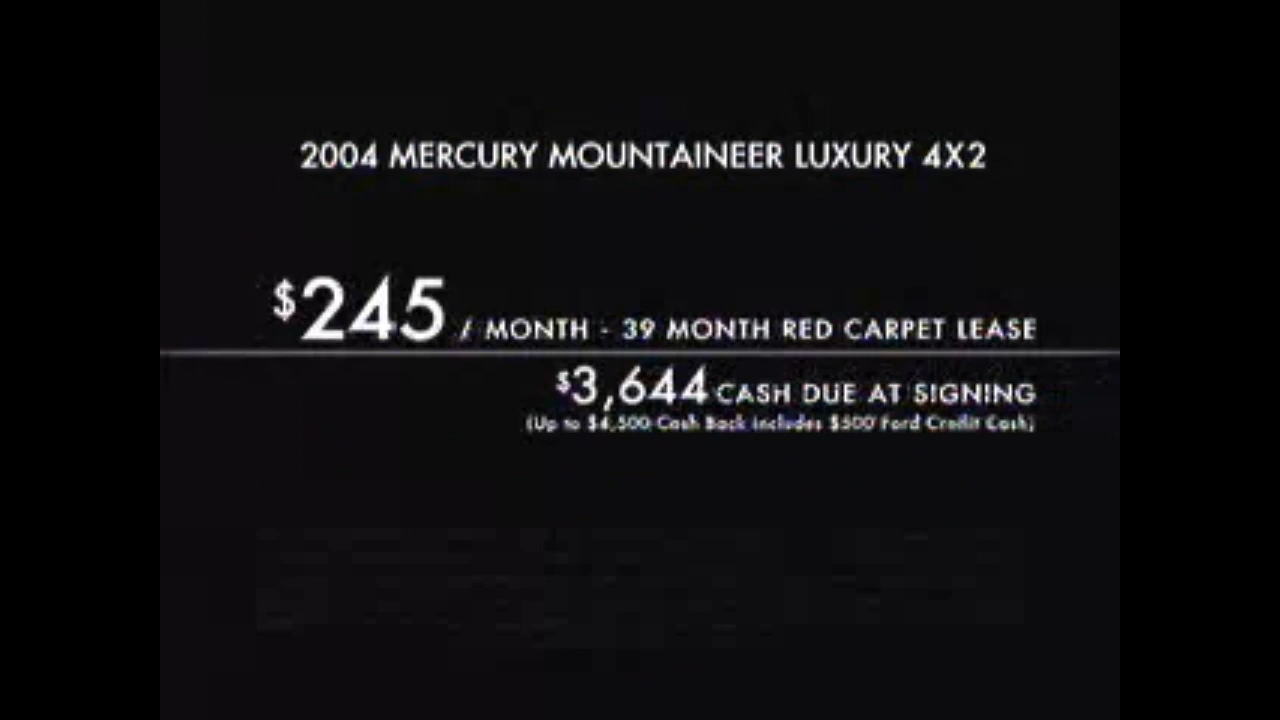 2004 MERCURY MOUNTAINEER LUXURY 4X2
$245 / MONTH - 39 MONTH RED CARPET LEASE
$3,644 CASH DUE AT SIGNING
(Up to $4,500 Cash Back includes $500 Ford Credit Cash)